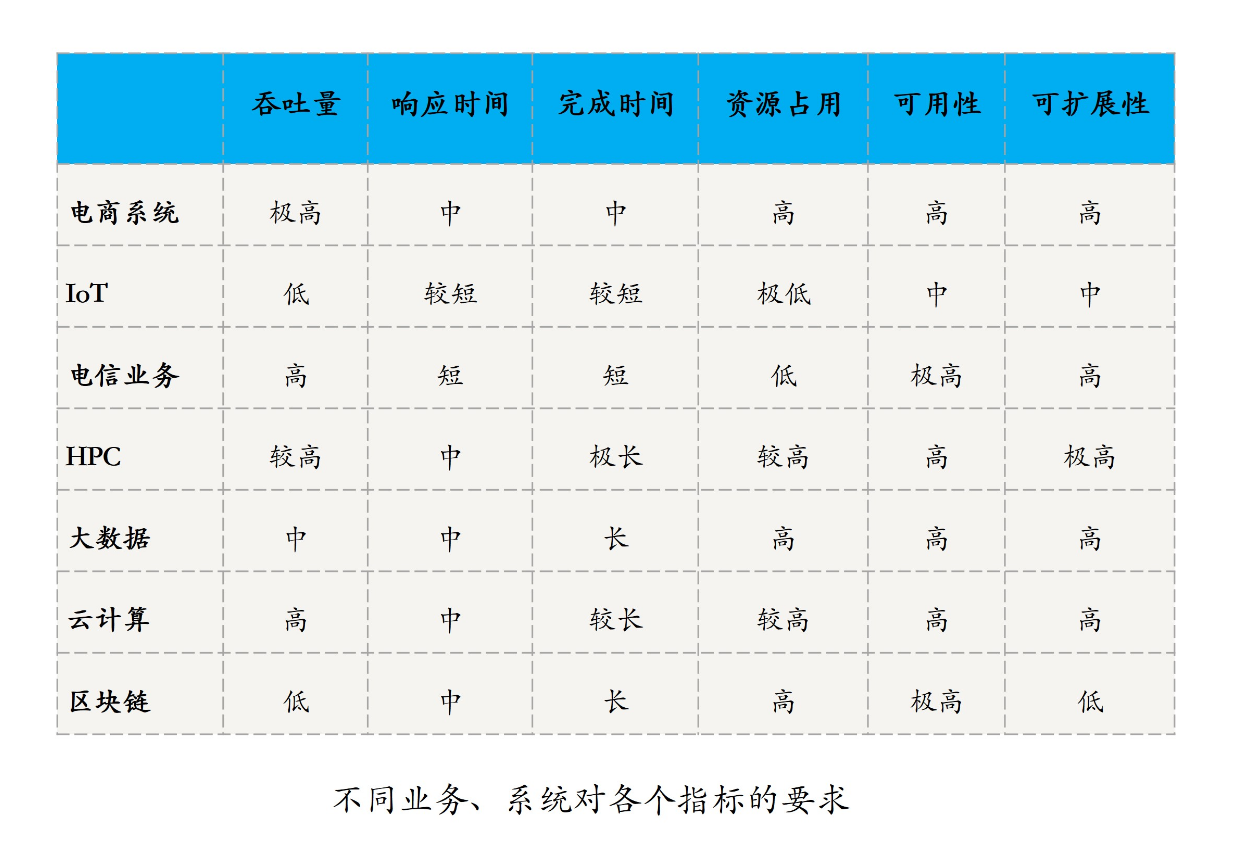 吞吐量 响应时间 完成时间 资源占用 可用性 可扩展性
电商系统 极高 中 中 高 高 高
IoT 低 较短 较短 极低 中 中
电信业务 高 短 短 低 极高 高
HPC 较高 中 极长 较高 高 极高
大数据 中 中 长 高 高 高
云计算 高 中 较长 较高 高 高
区块链 低 中 长 高 极高 低
不同业务、系统对各个指标的要求